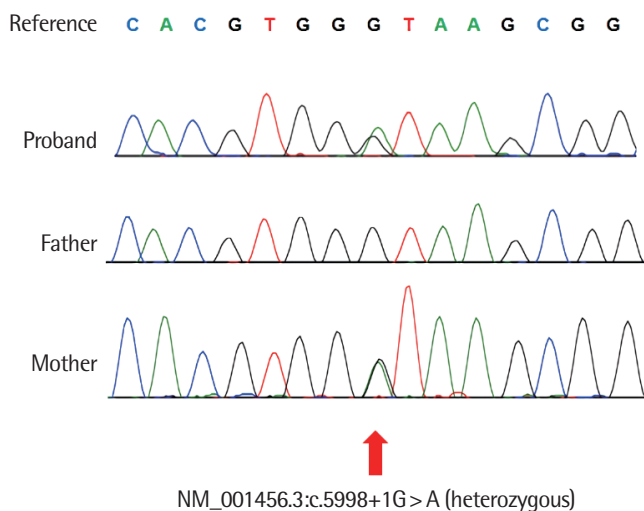 Reference C A C G T G G G T A A G C G G
Proband
Father
Mother
NM_001456.3:c.5998+1G>A (heterozygous)